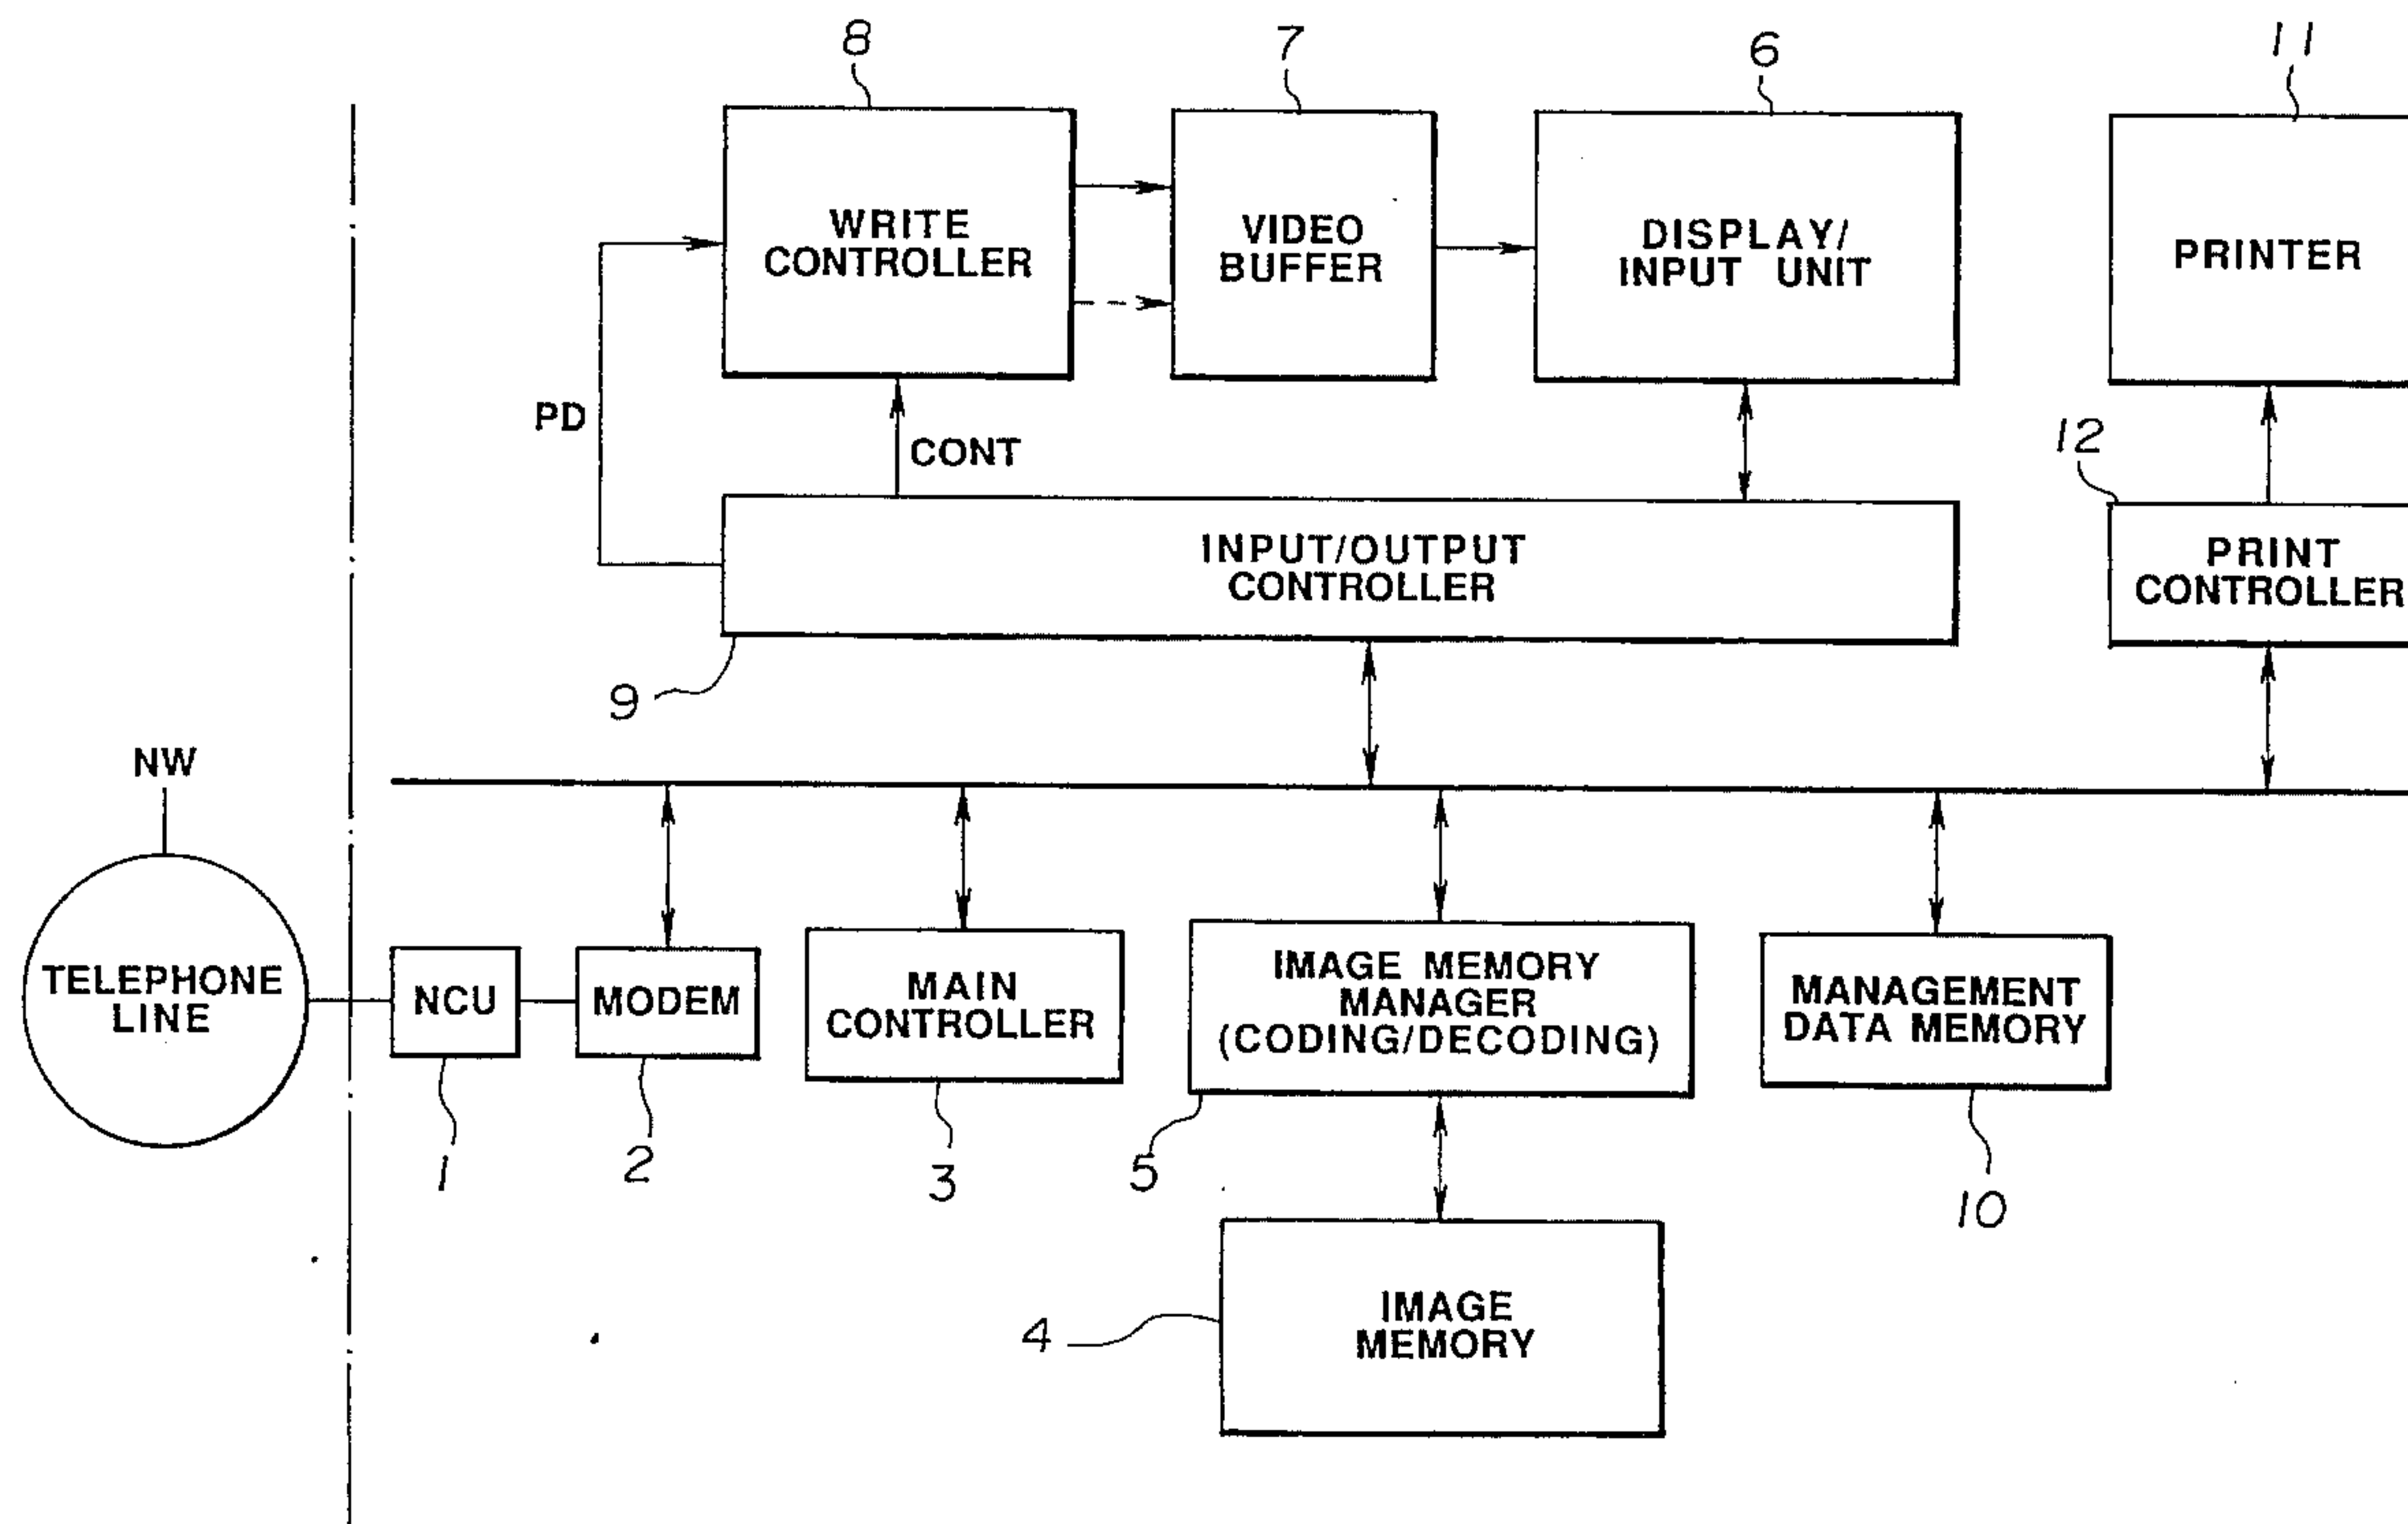 8
7
6
11
WRITE
CONTROLLER
VIDEO
BUFFER
DISPLAY/
INPUT UNIT
PRINTER
PD
CONT
12
INPUT/OUTPUT
CONTROLLER
PRINT
CONTROLLER
9
NW
TELEPHONE
LINE
NCU
MODEM
MAIN
CONTROLLER
IMAGE MEMORY
MANAGER
(CODING/DECODING)
MANAGEMENT
DATA MEMORY
1
2
3
5
10
4
IMAGE
MEMORY